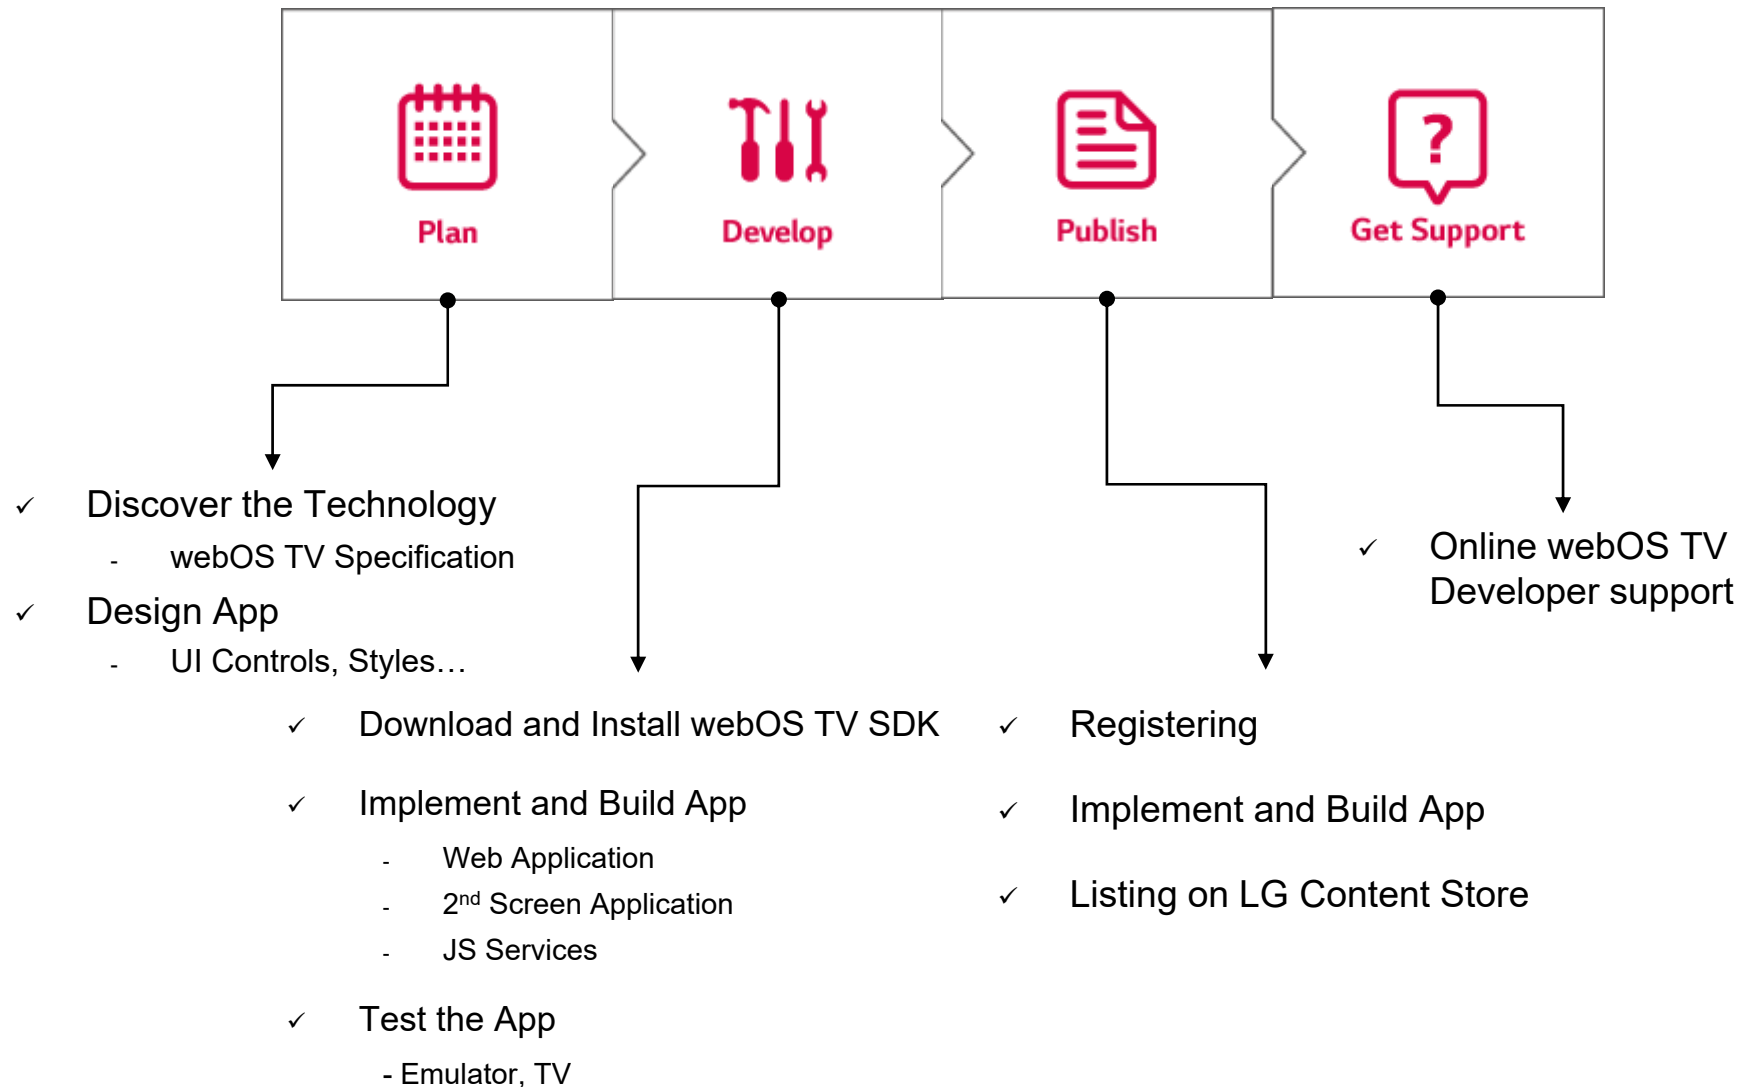 Plan
Develop
Publish
Get Support
?
✓ Discover the Technology
- webOS TV Specification
✓ Design App
- UI Controls, Styles…
✓ Download and Install webOS TV SDK
✓ Implement and Build App
- Web Application
- 2nd Screen Application
- JS Services
✓ Test the App
- Emulator, TV
✓ Registering
✓ Implement and Build App
✓ Listing on LG Content Store
✓ Online webOS TV
Developer support